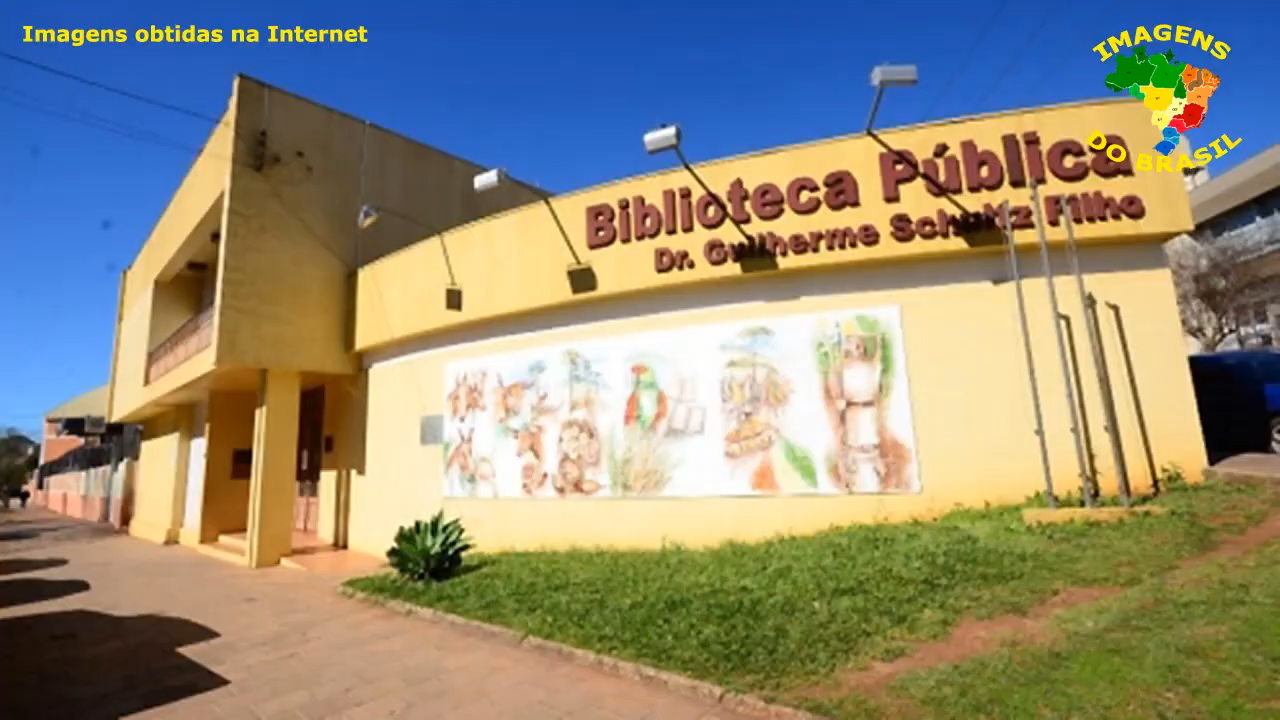 Imagens obtidas na Internet
IMAGENS
DO BRASIL
Biblioteca Pública
Dr. Guilherme Schultz Filho